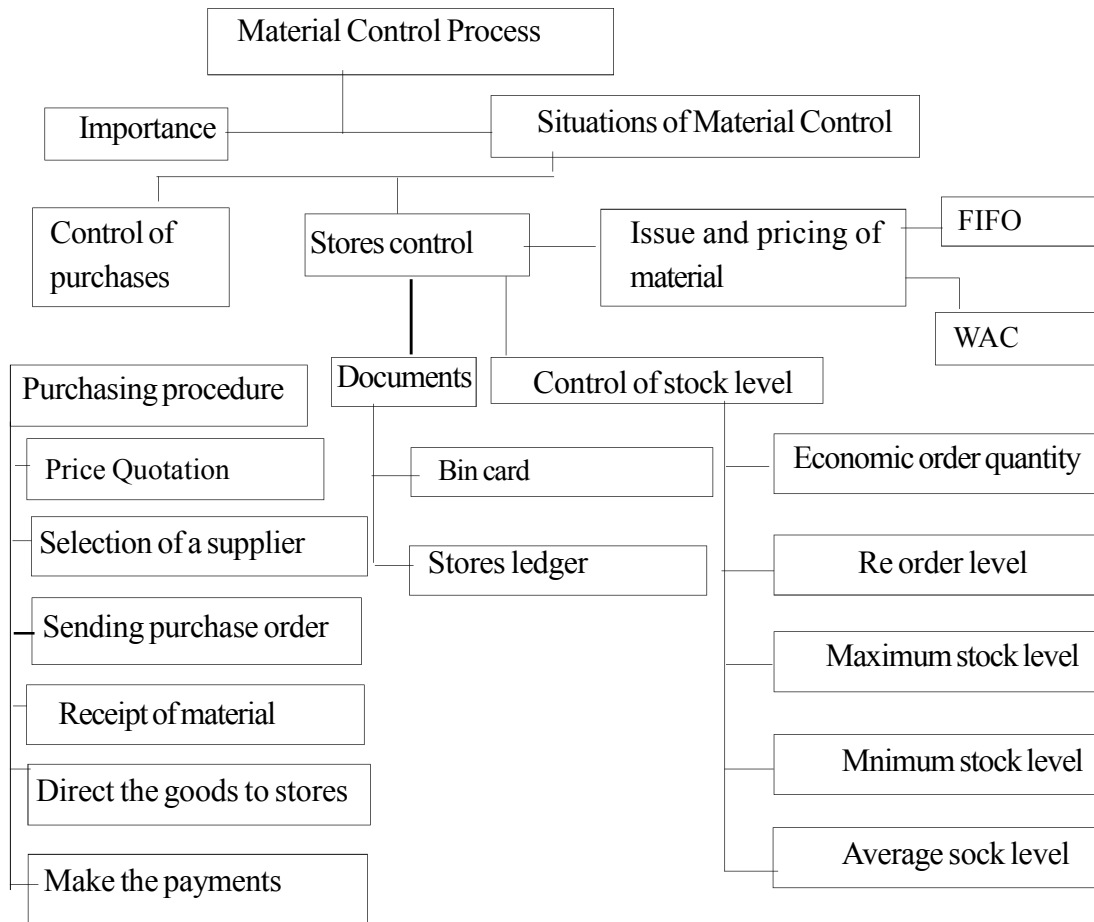 Material Control Process
Importance
Situations of Material Control
Control of
purchases
Stores control
Issue and pricing of
material
FIFO
WAC
Purchasing procedure
Price Quotation
Selection of a supplier
Sending purchase order
Receipt of material
Direct the goods to stores
Make the payments
Documents
Bin card
Stores ledger
Control of stock level
Economic order quantity
Re order level
Maximum stock level
Mnimum stock level
Average sock level